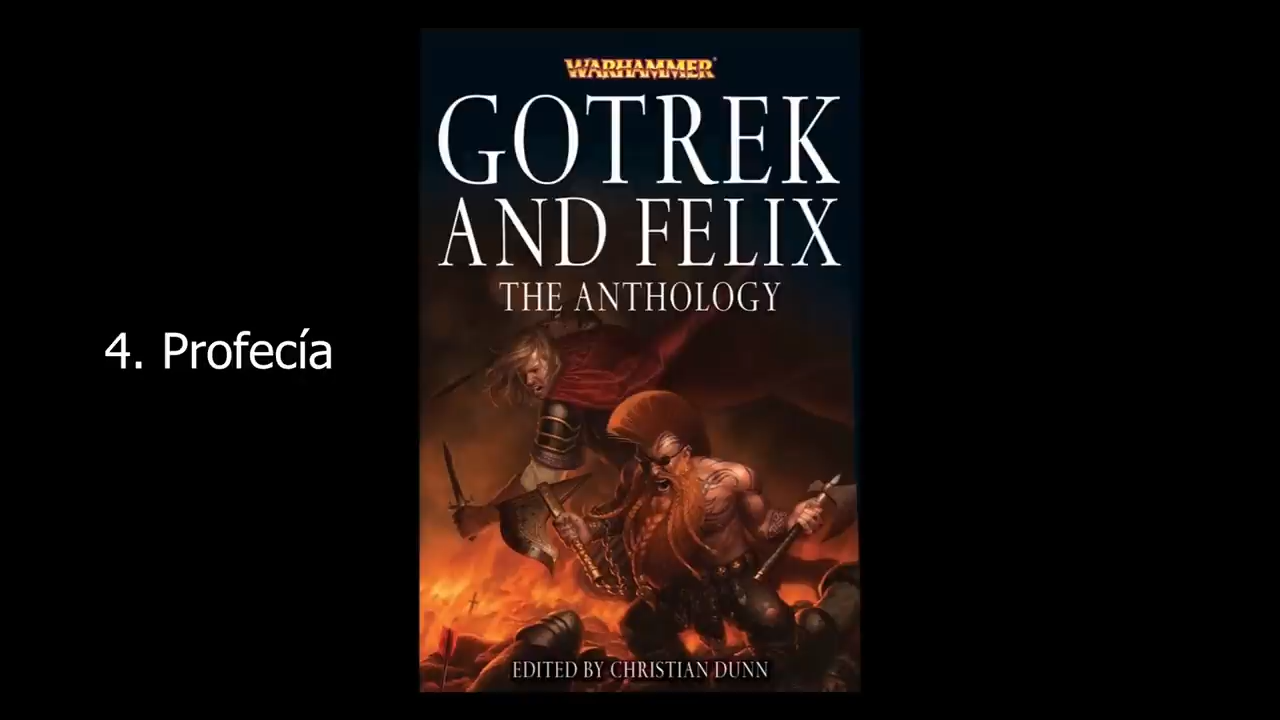 WARHAMMER
GOTREK
AND FELIX
THE ANTHOLOGY
4. Profecía
EDITED BY CHRISTIAN DUNN